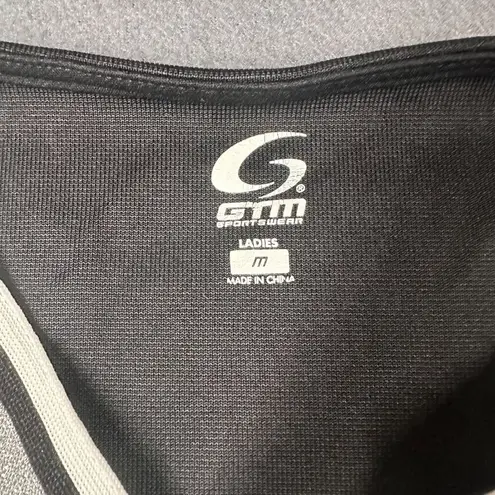 G®
GTM
SPORTSWEAR
LADIES
M
MADE IN CHINA